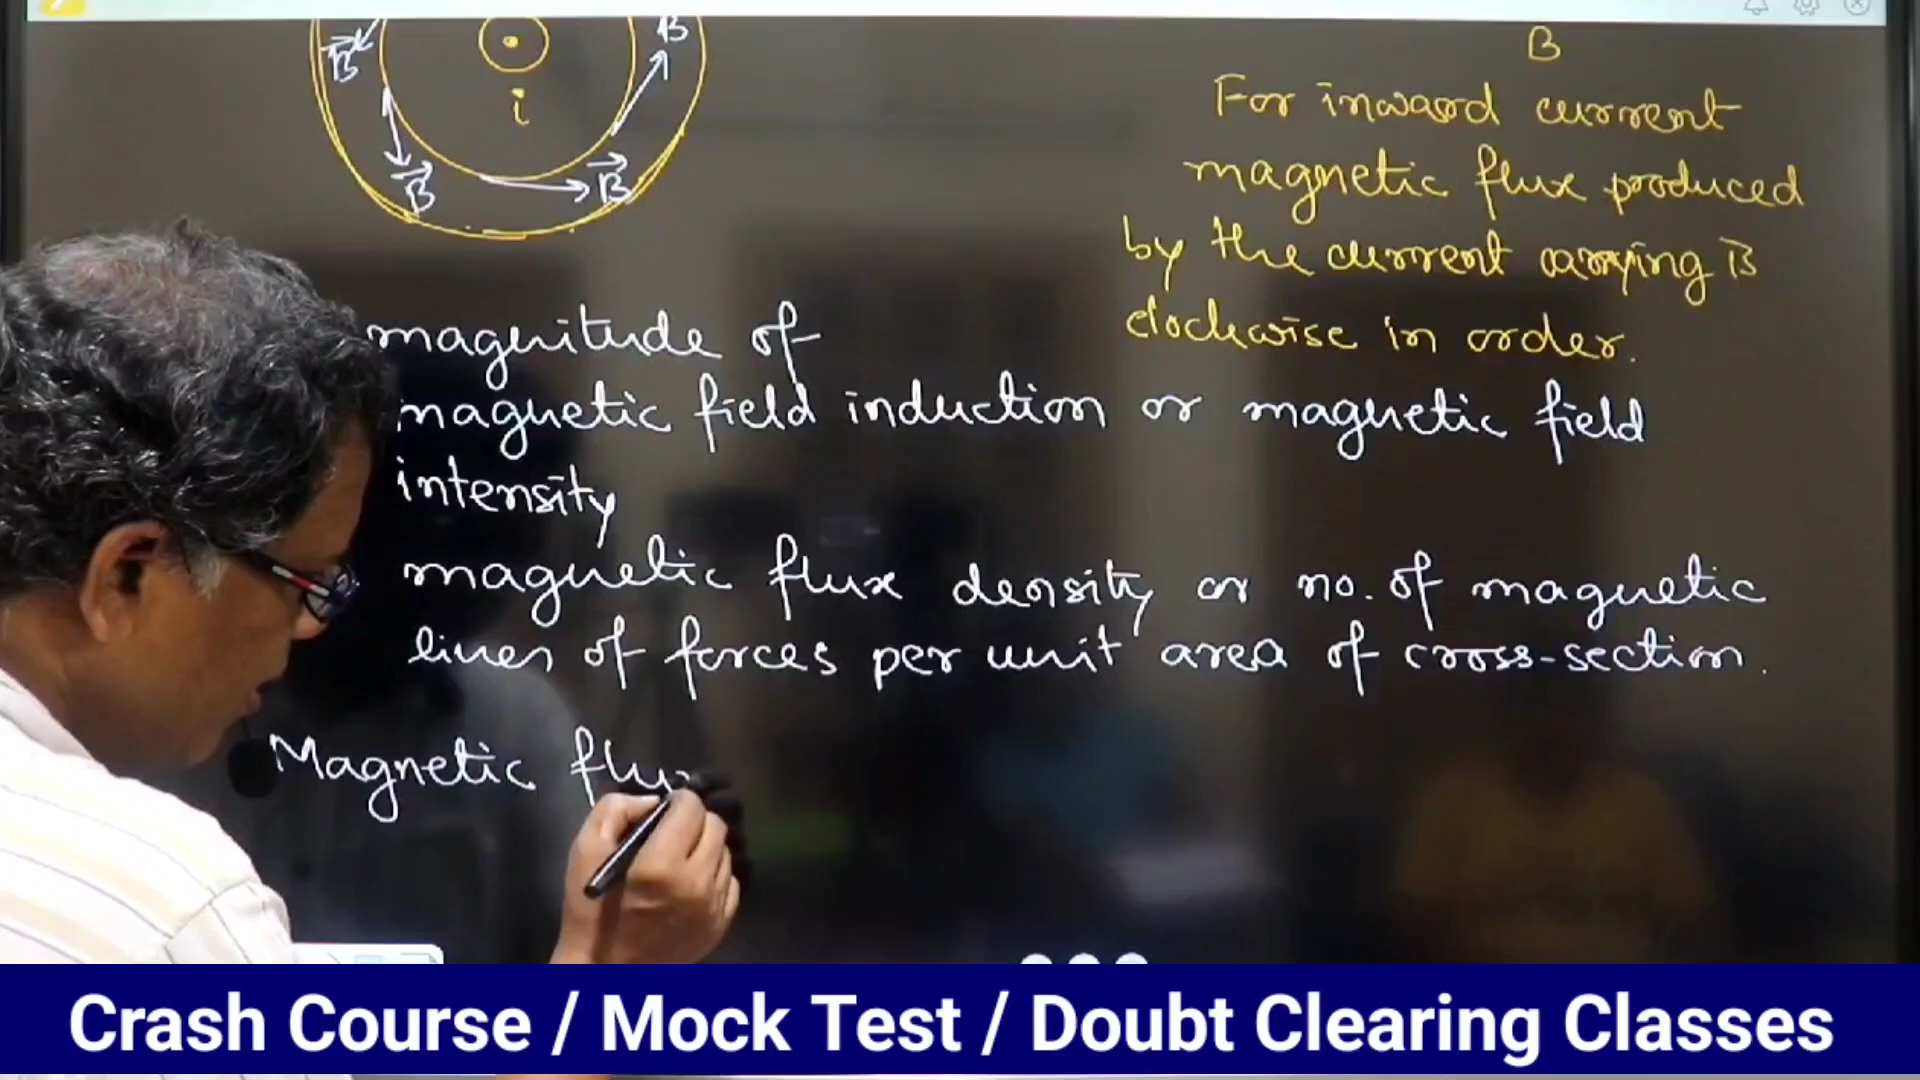 B
B
B
i
B
B
B
For inward current
magnetic flux produced
by the current carrying is
clockwise in order.
magnitude of
magnetic field induction or magnetic field
intensity
magnetic flux density or no. of magnetic
lines of forces per unit area of cross-section.
Magnetic flux
Crash Course / Mock Test / Doubt Clearing Classes